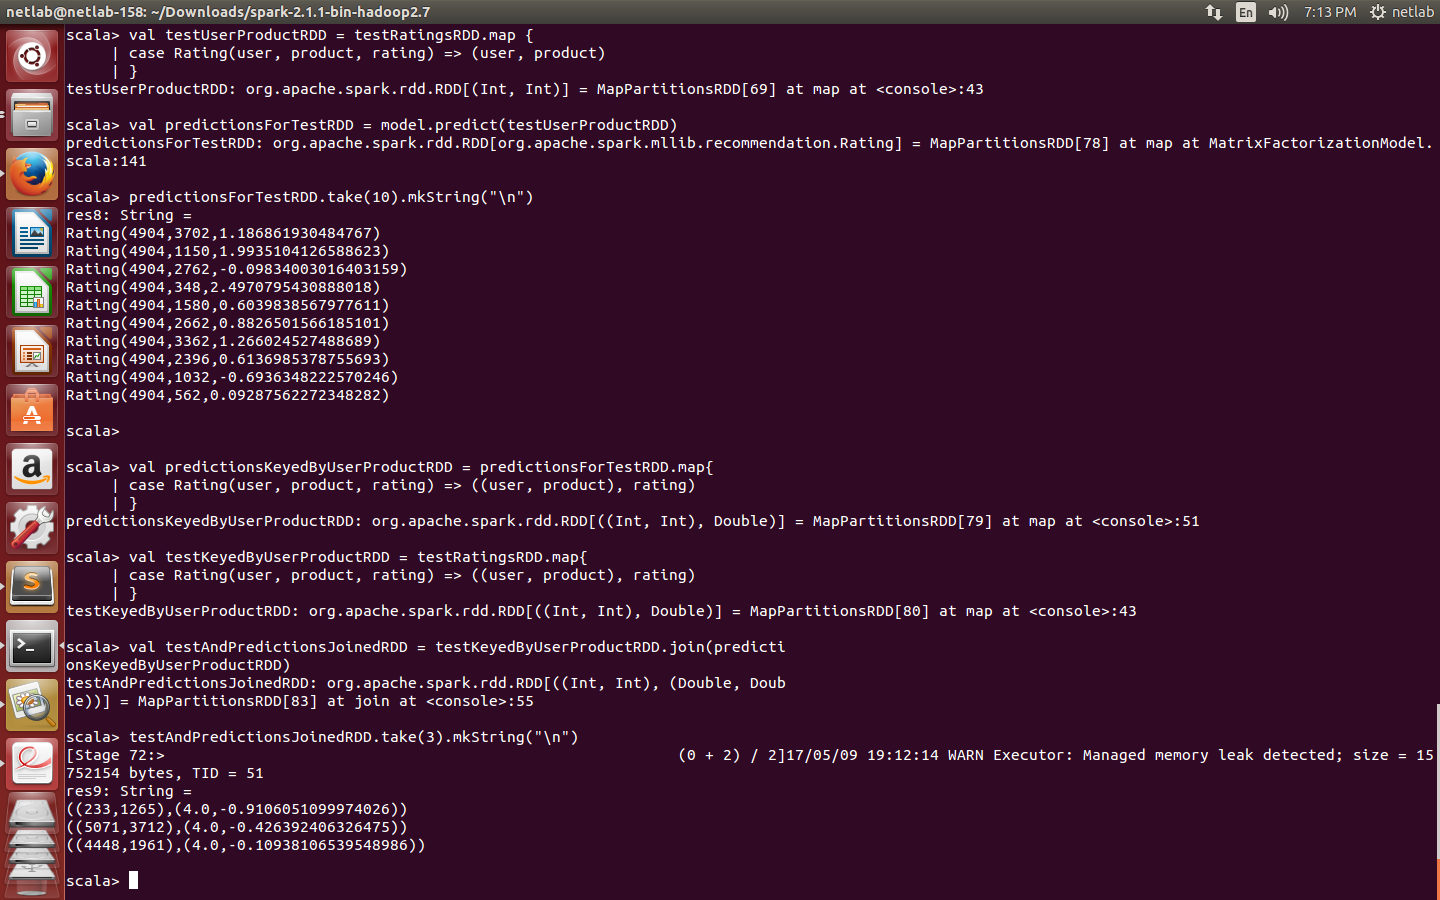 netlab@netlab-158: ~/Downloads/spark-2.1.1-bin-hadoop2.7
En
7:13 PM
netlab
scala> val testUserProductRDD = testRatingsRDD.map {
     | case Rating(user, product, rating) => (user, product)
     | }
testUserProductRDD: org.apache.spark.rdd.RDD[(Int, Int)] = MapPartitionsRDD[69] at map at <console>:43
scala> val predictionsForTestRDD = model.predict(testUserProductRDD)
predictionsForTestRDD: org.apache.spark.rdd.RDD[org.apache.spark.mllib.recommendation.Rating] = MapPartitionsRDD[78] at map at MatrixFactorizationModel.
scala:141
scala> predictionsForTestRDD.take(10).mkString("\n")
res8: String =
Rating(4904,3702,1.186861930484767)
Rating(4904,1150,1.9935104126588623)
Rating(4904,2762,-0.09834003016403159)
Rating(4904,348,2.4970795430888018)
Rating(4904,1580,0.6039838567977611)
Rating(4904,2662,0.8826501566185101)
Rating(4904,3362,1.266024527488689)
Rating(4904,2396,0.6136985378755693)
Rating(4904,1032,-0.6936348222570246)
Rating(4904,562,0.09287562272348282)
scala>
scala> val predictionsKeyedByUserProductRDD = predictionsForTestRDD.map{
     | case Rating(user, product, rating) => ((user, product), rating)
     | }
predictionsKeyedByUserProductRDD: org.apache.spark.rdd.RDD[((Int, Int), Double)] = MapPartitionsRDD[79] at map at <console>:51
scala> val testKeyedByUserProductRDD = testRatingsRDD.map{
     | case Rating(user, product, rating) => ((user, product), rating)
     | }
testKeyedByUserProductRDD: org.apache.spark.rdd.RDD[((Int, Int), Double)] = MapPartitionsRDD[80] at map at <console>:43
scala> val testAndPredictionsJoinedRDD = testKeyedByUserProductRDD.join(predicti
onsKeyedByUserProductRDD)
testAndPredictionsJoinedRDD: org.apache.spark.rdd.RDD[((Int, Int), (Double, Doub
le))] = MapPartitionsRDD[83] at join at <console>:55
scala> testAndPredictionsJoinedRDD.take(3).mkString("\n")
[Stage 72:>                                                         (0 + 2) / 2]17/05/09 19:12:14 WARN Executor: Managed memory leak detected; size = 15
752154 bytes, TID = 51
res9: String =
((233,1265),(4.0,-0.9106051099974026))
((5071,3712),(4.0,-0.426392406326475))
((4448,1961),(4.0,-0.10938106539548986))
scala>